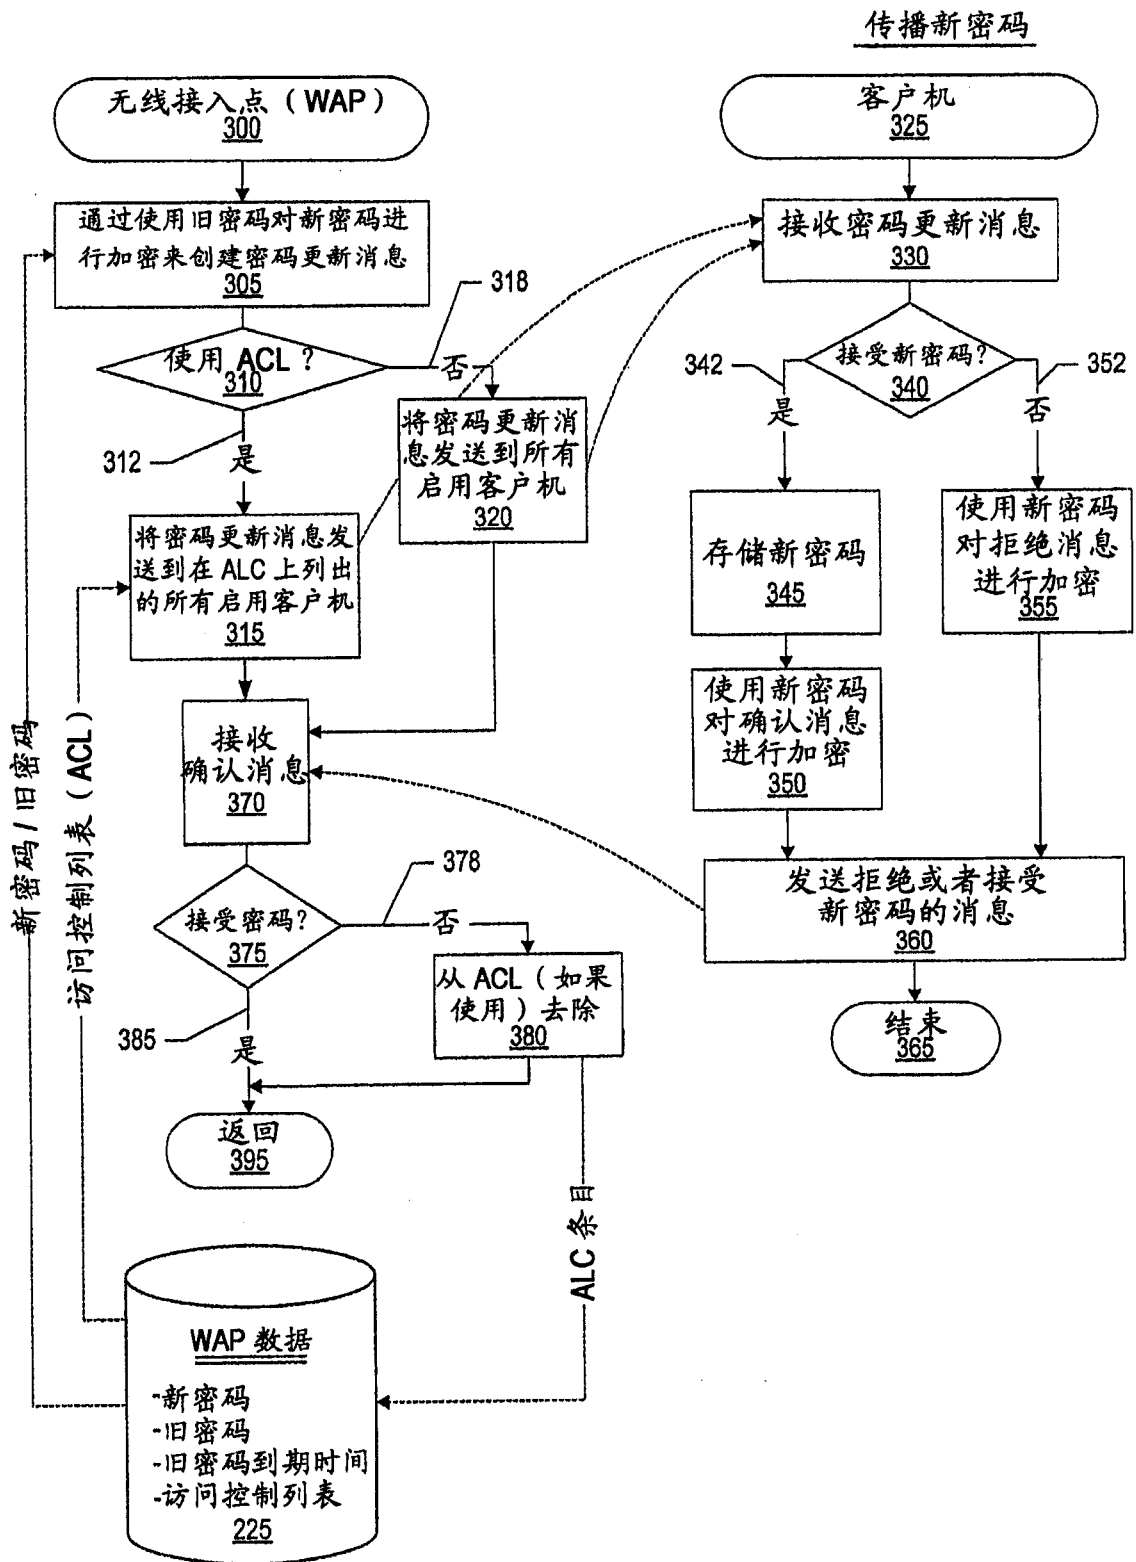 传播新密码
无线接入点（WAP）
300
通过使用旧密码对新密码进
行加密来创建密码更新消息
305
318
使用 ACL？
310
否
312
是
将密码更新消
息发送到所有
启用客户机
320
将密码更新消息发
送到在 ALC 上列出
的所有启用客户机
315
接收
确认消息
370
378
接受密码?
375
否
385
是
从 ACL（如果
使用）去除
380
返回
395
ALC 条目
新密码/旧密码
访问控制列表（ACL）
WAP 数据
-新密码
-旧密码
-旧密码到期时间
-访问控制列表
225
客户机
325
接收密码更新消息
330
接受新密码?
340
342
是
352
否
存储新密码
345
使用新密码
对拒绝消息
进行加密
355
使用新密码
对确认消息
进行加密
350
发送拒绝或者接受
新密码的消息
360
结束
365